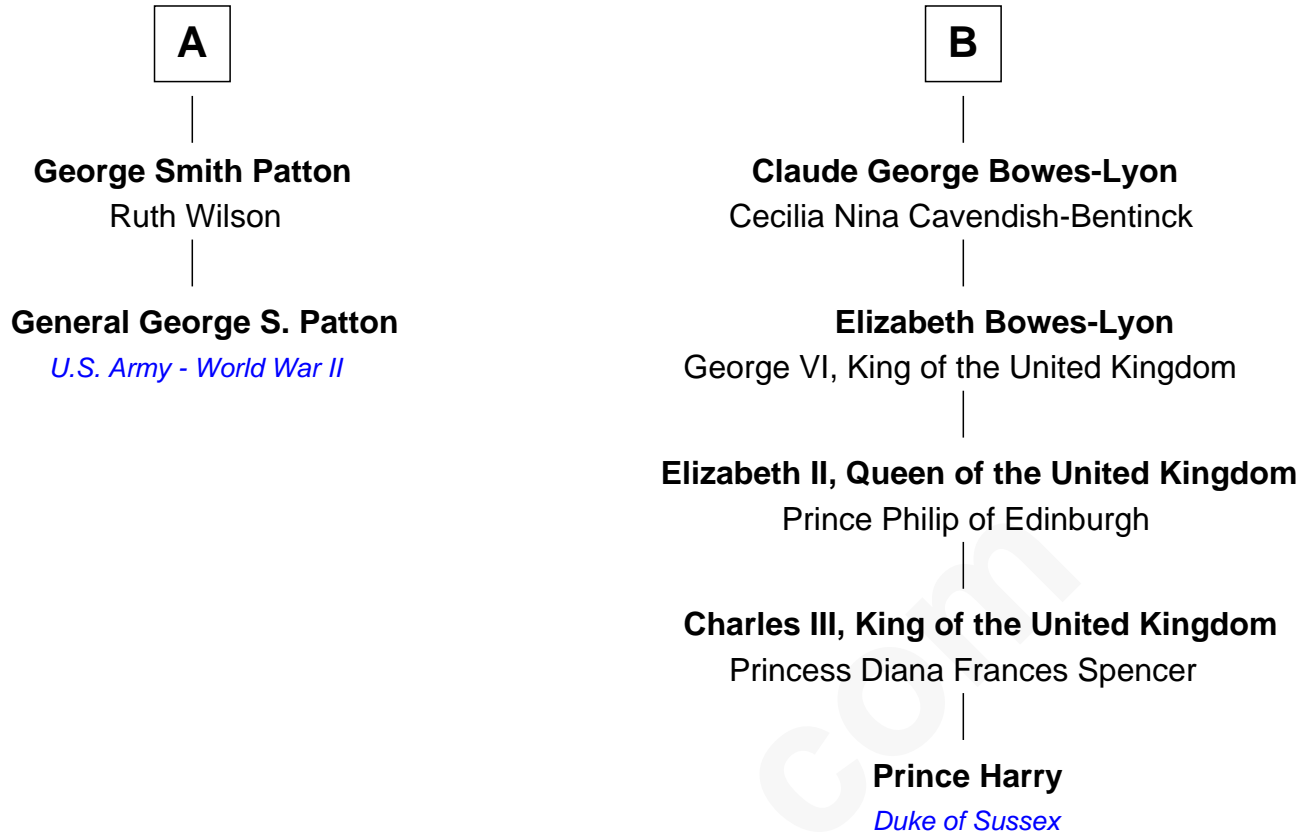 A
George Smith Patton
Ruth Wilson
General George S. Patton
U.S. Army - World War II
B
Claude George Bowes-Lyon
Cecilia Nina Cavendish-Bentinck
Elizabeth Bowes-Lyon
George VI, King of the United Kingdom
Elizabeth II, Queen of the United Kingdom
Prince Philip of Edinburgh
Charles III, King of the United Kingdom
Princess Diana Frances Spencer
Prince Harry
Duke of Sussex
com